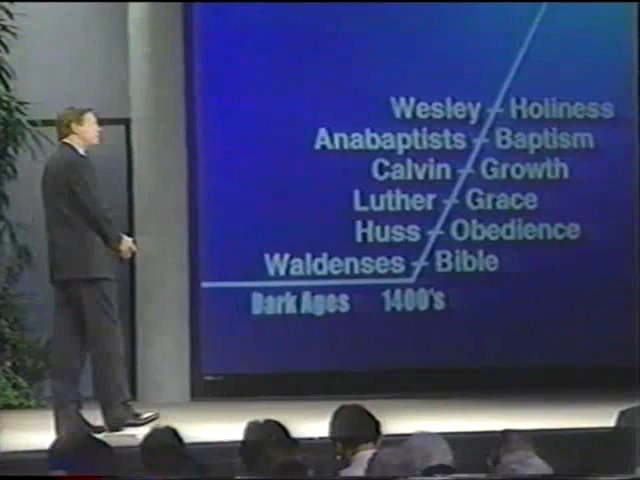 Wesley - Holiness
Anabaptists - Baptism
Calvin - Growth
Luther - Grace
Huss - Obedience
Waldenses - Bible
Dark Ages 1400's